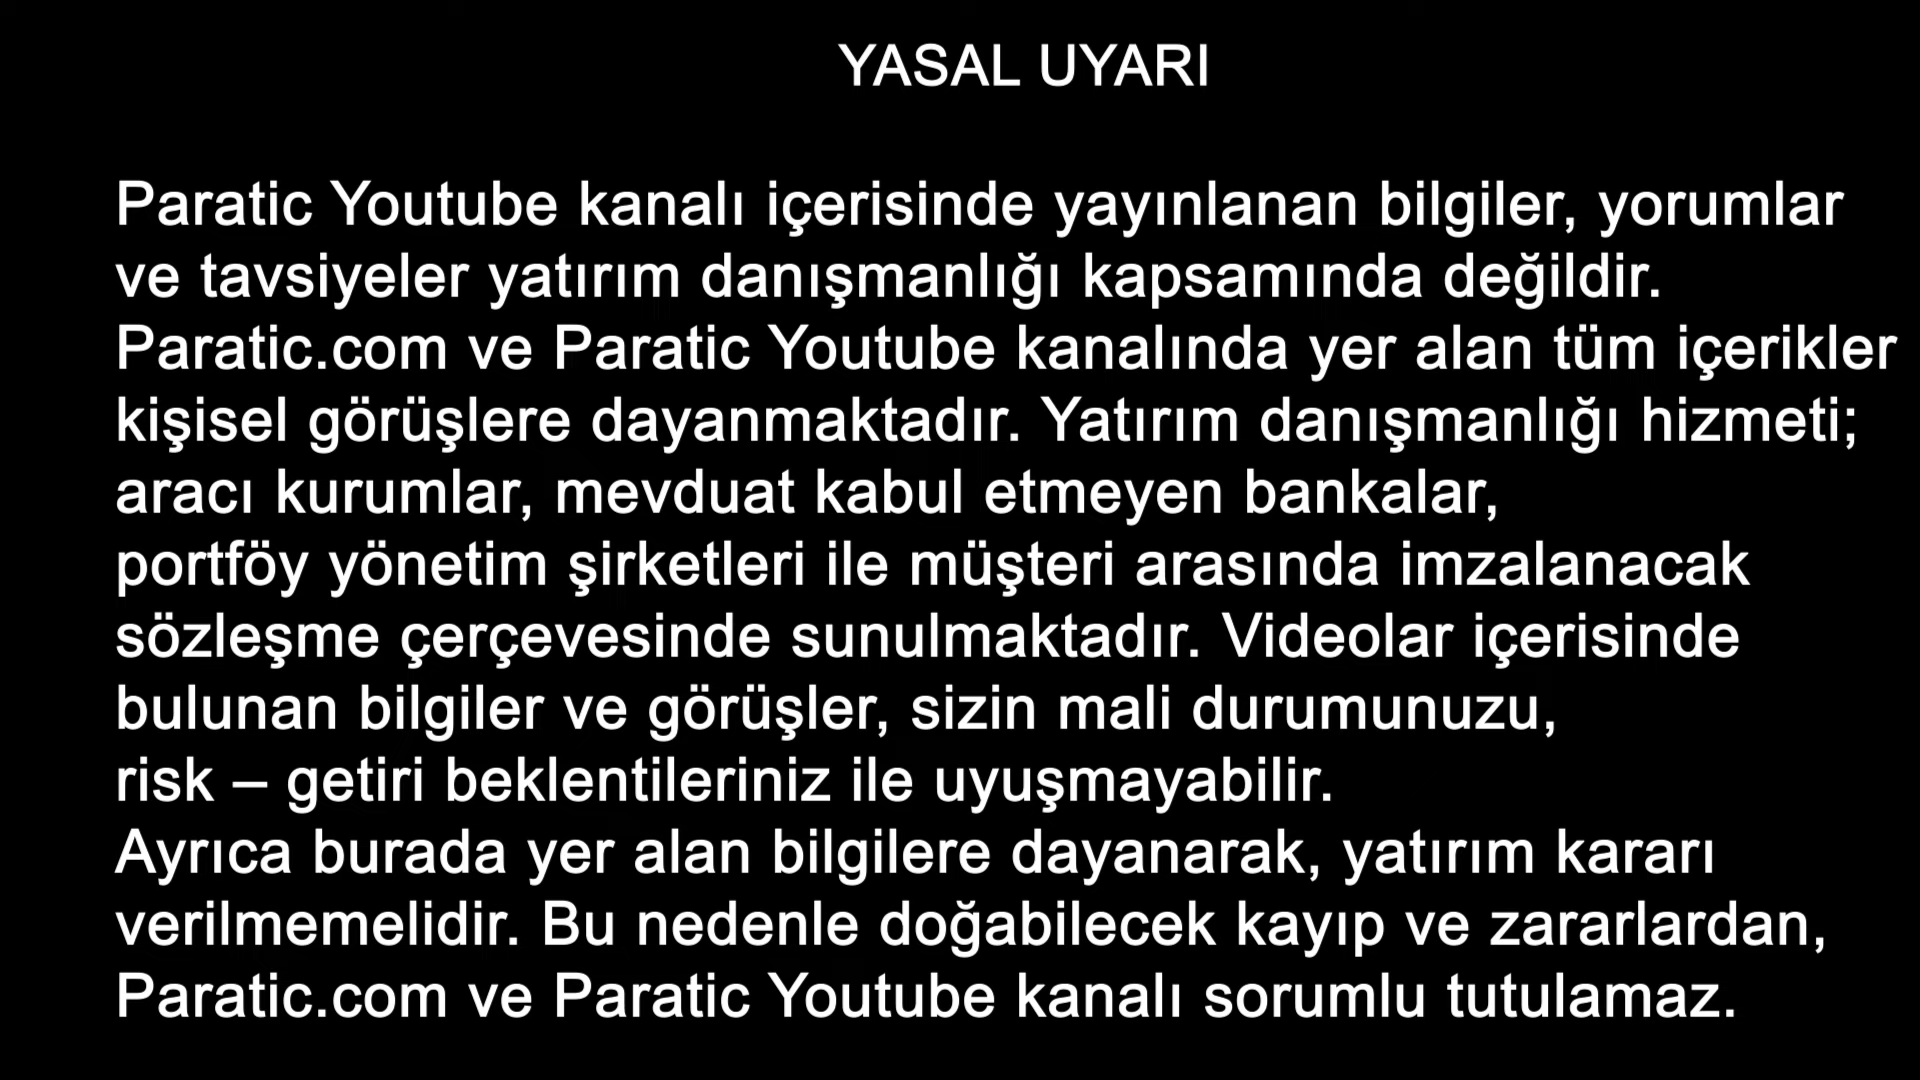 YASAL UYARI
Paratic Youtube kanalı içerisinde yayınlanan bilgiler, yorumlar
ve tavsiyeler yatırım danışmanlığı kapsamında değildir.
Paratic.com ve Paratic Youtube kanalında yer alan tüm içerikler
kişisel görüşlere dayanmaktadır. Yatırım danışmanlığı hizmeti;
aracı kurumlar, mevduat kabul etmeyen bankalar,
portföy yönetim şirketleri ile müşteri arasında imzalanacak
sözleşme çerçevesinde sunulmaktadır. Videolar içerisinde
bulunan bilgiler ve görüşler, sizin mali durumunuzu,
risk – getiri beklentileriniz ile uyuşmayabilir.
Ayrıca burada yer alan bilgilere dayanarak, yatırım kararı
verilmemelidir. Bu nedenle doğabilecek kayıp ve zararlardan,
Paratic.com ve Paratic Youtube kanalı sorumlu tutulamaz.